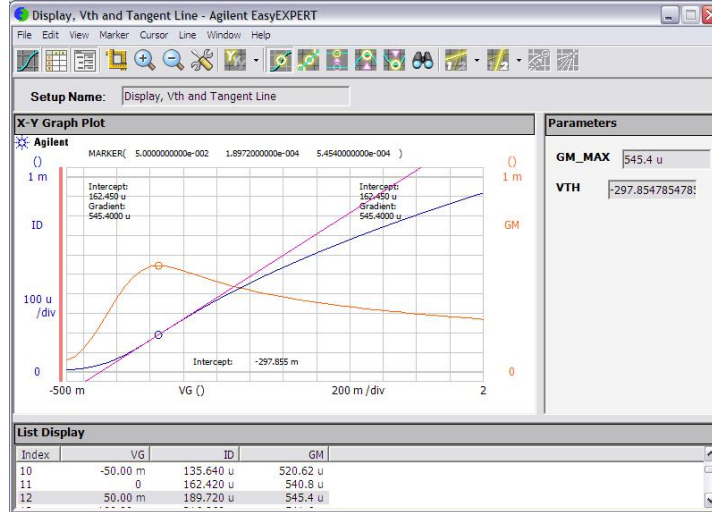 Display, Vth and Tangent Line - Agilent EasyEXPERT
File Edit View Marker Cursor Line Window Help
Setup Name: Display, Vth and Tangent Line
X-Y Graph Plot
Parameters
Agilent
MARKER( 5.0000000000e-002 1.8972000000e-004 5.4540000000e-004 )
GM_MAX 545.4 u
VTH -297.8547854785
() ()
1 m 1 m
Intercept: Intercept:
162.450 u 162.450 u
Gradient: Gradient:
545.4000 u 545.4000 u
ID GM
100 u
/div
Intercept: -297.855 m
0 0
-500 m VG () 200 m /div 2
List Display
Index VG ID GM
10 -50.00 m 135.640 u 520.62 u
11 0 162.420 u 540.8 u
12 50.00 m 189.720 u 545.4 u